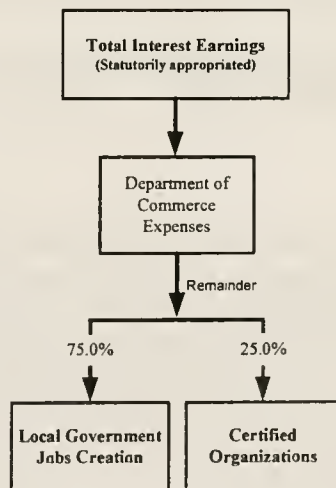 Total Interest Earnings
(Statutorily appropriated)
Department of
Commerce
Expenses
Remainder
75.0%
25.0%
Local Government
Jobs Creation
Certified
Organizations